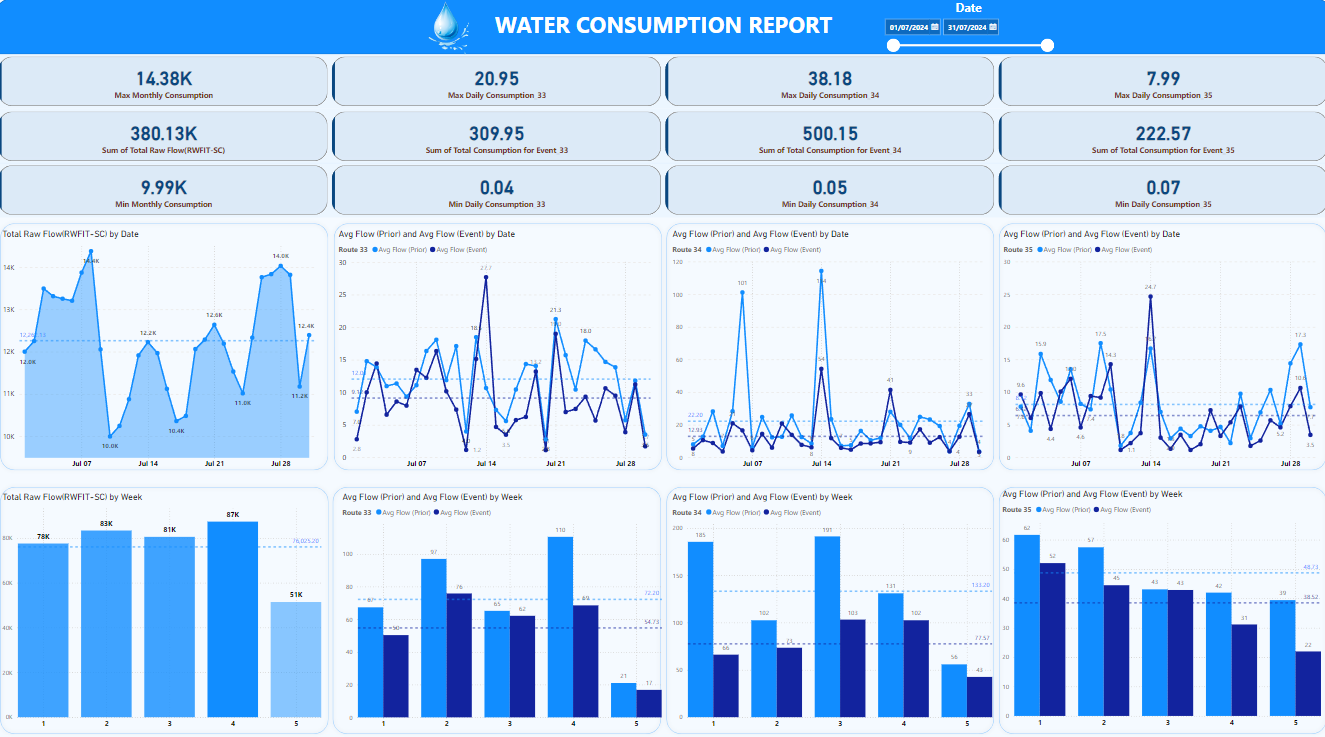 WATER CONSUMPTION REPORT
Date
01/07/2024 31/07/2024
14.38K
Max Monthly Consumption
20.95
Max Daily Consumption 33
38.18
Max Daily Consumption 34
7.99
Max Daily Consumption 35
380.13K
Sum of Total Raw Flow(RWFIT-SC)
309.95
Sum of Total Consumption for Event 33
500.15
Sum of Total Consumption for Event 34
222.57
Sum of Total Consumption for Event 35
9.99K
Min Monthly Consumption
0.04
Min Daily Consumption 33
0.05
Min Daily Consumption 34
0.07
Min Daily Consumption 35
Total Raw Flow(RWFIT-SC) by Date
14K
13K
12K
11K
10K
14.4K
14.0K
12.6K
12.4K
12.2K
12.0K
11.2K
11.0K
10.4K
10.0K
Jul 07 Jul 14 Jul 21 Jul 28
Avg Flow (Prior) and Avg Flow (Event) by Date
Route 33 Avg Flow (Prior) Avg Flow (Event)
30
25
20
15
10
5
0
27.7
21.3
18.0
13.2
3.5
2.8
1.2
Jul 07 Jul 14 Jul 21 Jul 28
Avg Flow (Prior) and Avg Flow (Event) by Date
Route 34 Avg Flow (Prior) Avg Flow (Event)
120
100
80
60
40
20
0
101
54
41
33
22.20
12.93
9
8
4
Jul 07 Jul 14 Jul 21 Jul 28
Avg Flow (Prior) and Avg Flow (Event) by Date
Route 35 Avg Flow (Prior) Avg Flow (Event)
30
25
20
15
10
5
0
24.7
17.5
17.3
15.9
14.3
9.6
7.4
5.2
4.6
4.4
3.5
1.1
Jul 07 Jul 14 Jul 21 Jul 28
Total Raw Flow(RWFIT-SC) by Week
80K
60K
40K
20K
0K
78K
83K
81K
87K
51K
76,025.20
1 2 3 4 5
Avg Flow (Prior) and Avg Flow (Event) by Week
Route 33 Avg Flow (Prior) Avg Flow (Event)
100
80
60
40
20
0
67
50
97
76
65
62
110
69
21
17
72.20
54.73
1 2 3 4 5
Avg Flow (Prior) and Avg Flow (Event) by Week
Route 34 Avg Flow (Prior) Avg Flow (Event)
200
150
100
50
0
185
66
102
73
191
103
131
102
56
43
133.20
77.57
1 2 3 4 5
Avg Flow (Prior) and Avg Flow (Event) by Week
Route 35 Avg Flow (Prior) Avg Flow (Event)
60
50
40
30
20
10
0
62
52
57
45
43
43
42
31
39
22
48.73
38.52
1 2 3 4 5